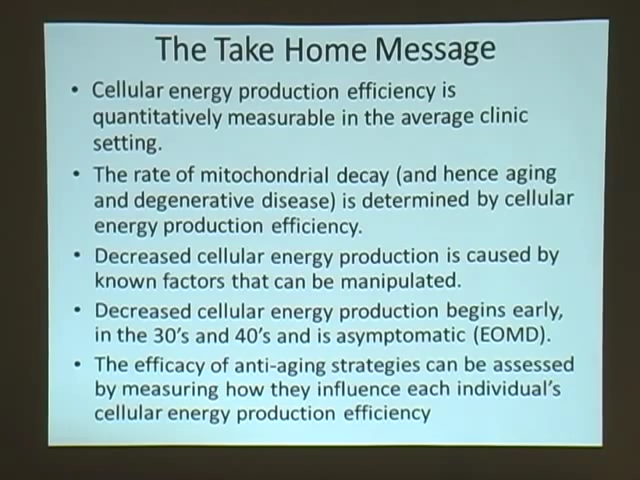 The Take Home Message
• Cellular energy production efficiency is
quantitatively measurable in the average clinic
setting.
• The rate of mitochondrial decay (and hence aging
and degenerative disease) is determined by cellular
energy production efficiency.
• Decreased cellular energy production is caused by
known factors that can be manipulated.
• Decreased cellular energy production begins early,
in the 30's and 40's and is asymptomatic (EOMD).
• The efficacy of anti-aging strategies can be assessed
by measuring how they influence each individual's
cellular energy production efficiency